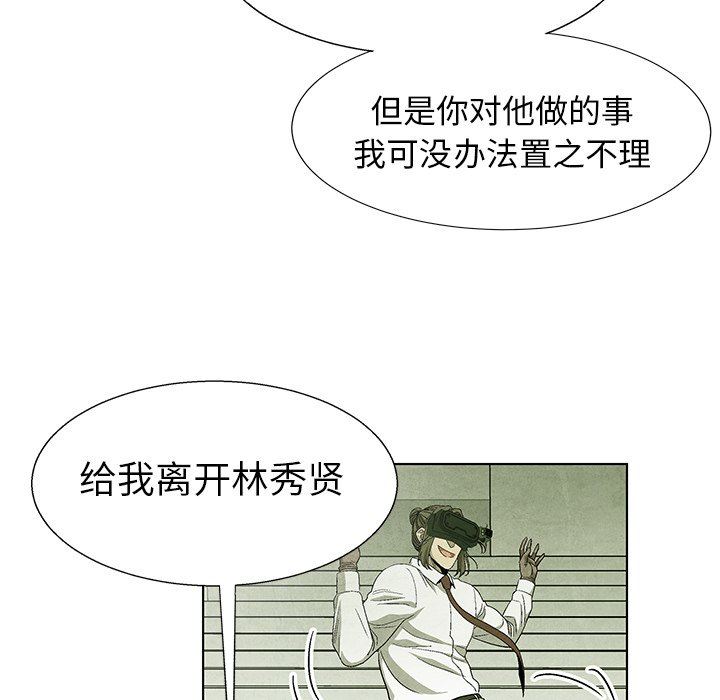 但是你对他做的事
我可没办法置之不理
给我离开林秀贤